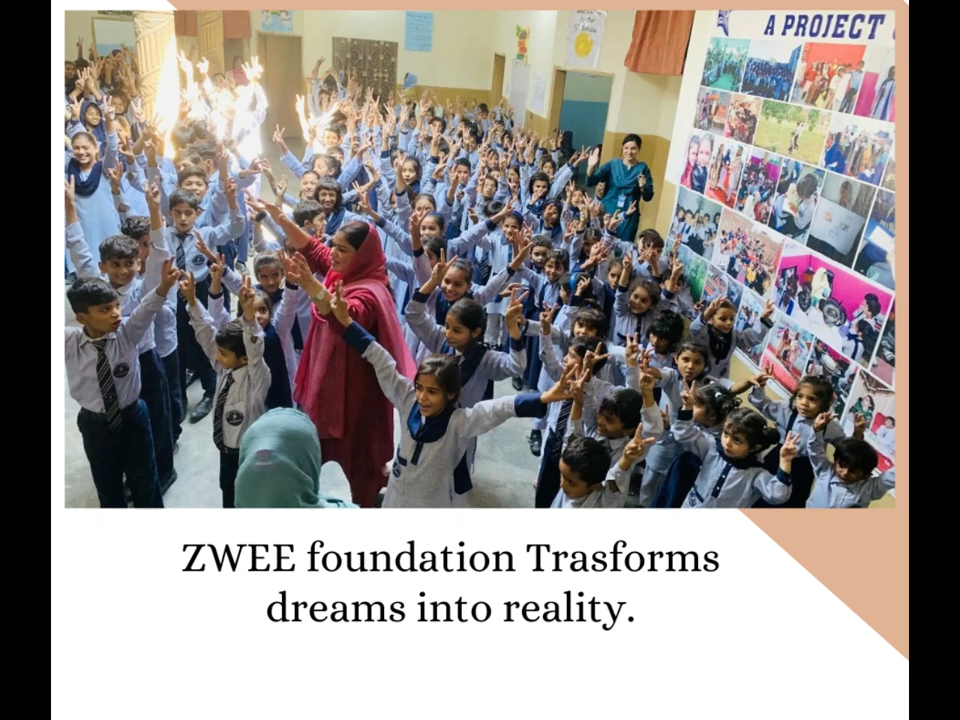 A PROJECT
ZWEE foundation Trasforms
dreams into reality.